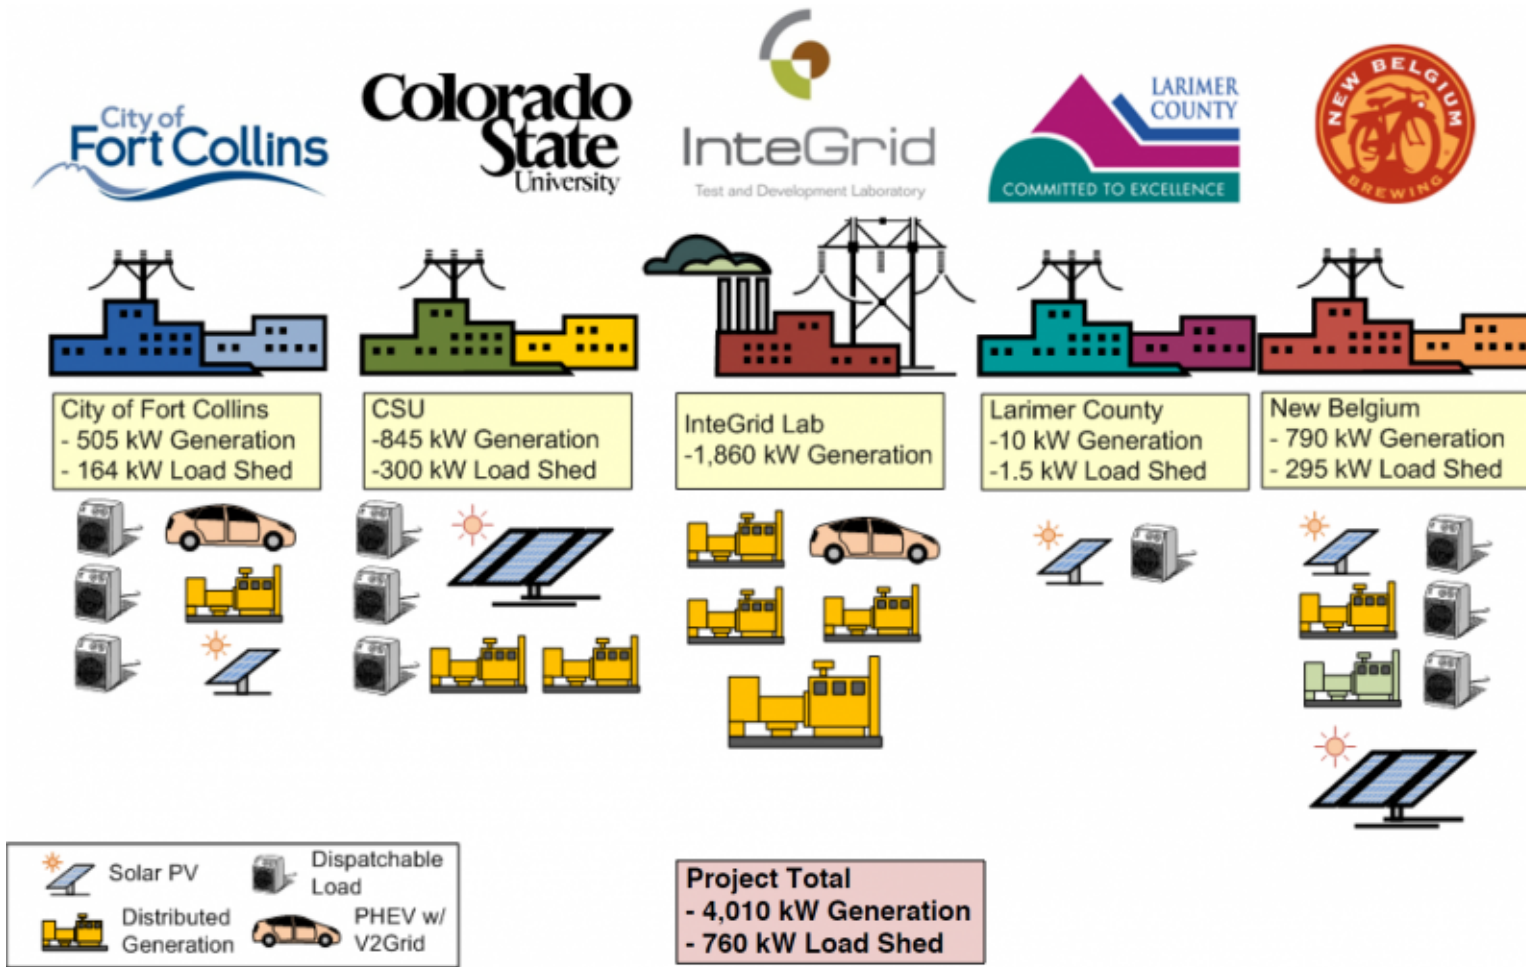 City of
Fort Collins
Colorado
State
University
InteGrid
Test and Development Laboratory
LARIMER
COUNTY
COMMITTED TO EXCELLENCE
NEW BELGIUM
BREWING
City of Fort Collins
- 505 kW Generation
- 164 kW Load Shed
CSU
-845 kW Generation
-300 kW Load Shed
InteGrid Lab
-1,860 kW Generation
Larimer County
-10 kW Generation
-1.5 kW Load Shed
New Belgium
- 790 kW Generation
- 295 kW Load Shed
Solar PV
Dispatchable
Load
Distributed
Generation
PHEV w/
V2Grid
Project Total
- 4,010 kW Generation
- 760 kW Load Shed